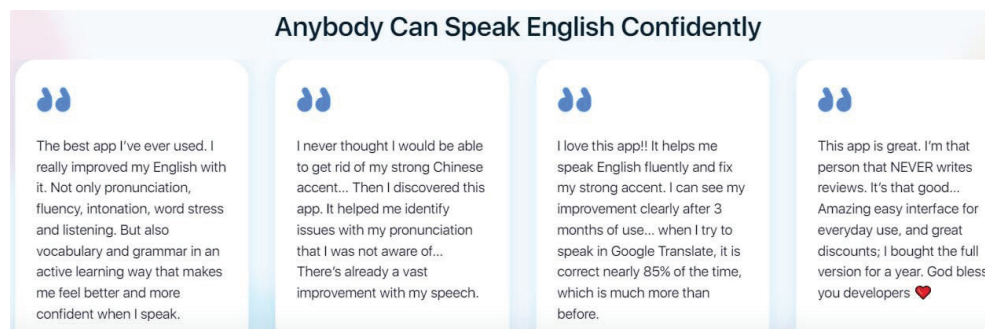 Anybody Can Speak English Confidently
The best app I've ever used. I
really improved my English with
it. Not only pronunciation,
fluency, intonation, word stress
and listening. But also
vocabulary and grammar in an
active learning way that makes
me feel better and more
confident when I speak.
I never thought I would be able
to get rid of my strong Chinese
accent... Then I discovered this
app. It helped me identify
issues with my pronunciation
that I was not aware of...
There's already a vast
improvement with my speech.
I love this app!! It helps me
speak English fluently and fix
my strong accent. I can see my
improvement clearly after 3
months of use... when I try to
speak in Google Translate, it is
correct nearly 85% of the time,
which is much more than
before.
This app is great. I'm that
person that NEVER writes
reviews. It's that good...
Amazing easy interface for
everyday use, and great
discounts; I bought the full
version for a year. God bless
you developers ❤️